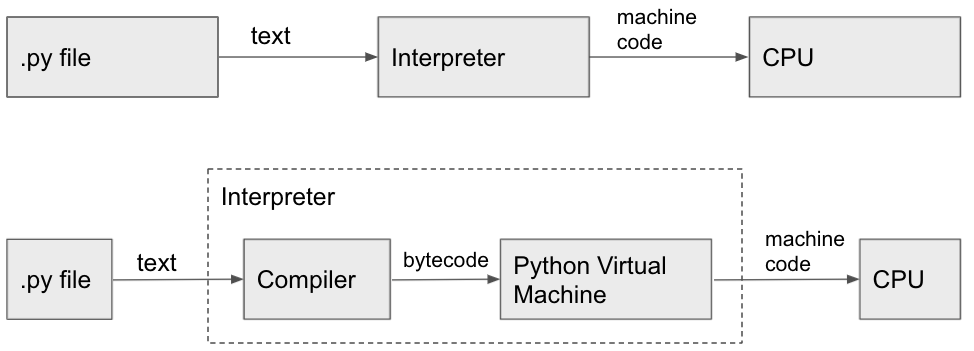 .py file
text
Interpreter
machine
code
CPU
Interpreter
.py file
text
Compiler
bytecode
Python Virtual
Machine
machine
code
CPU